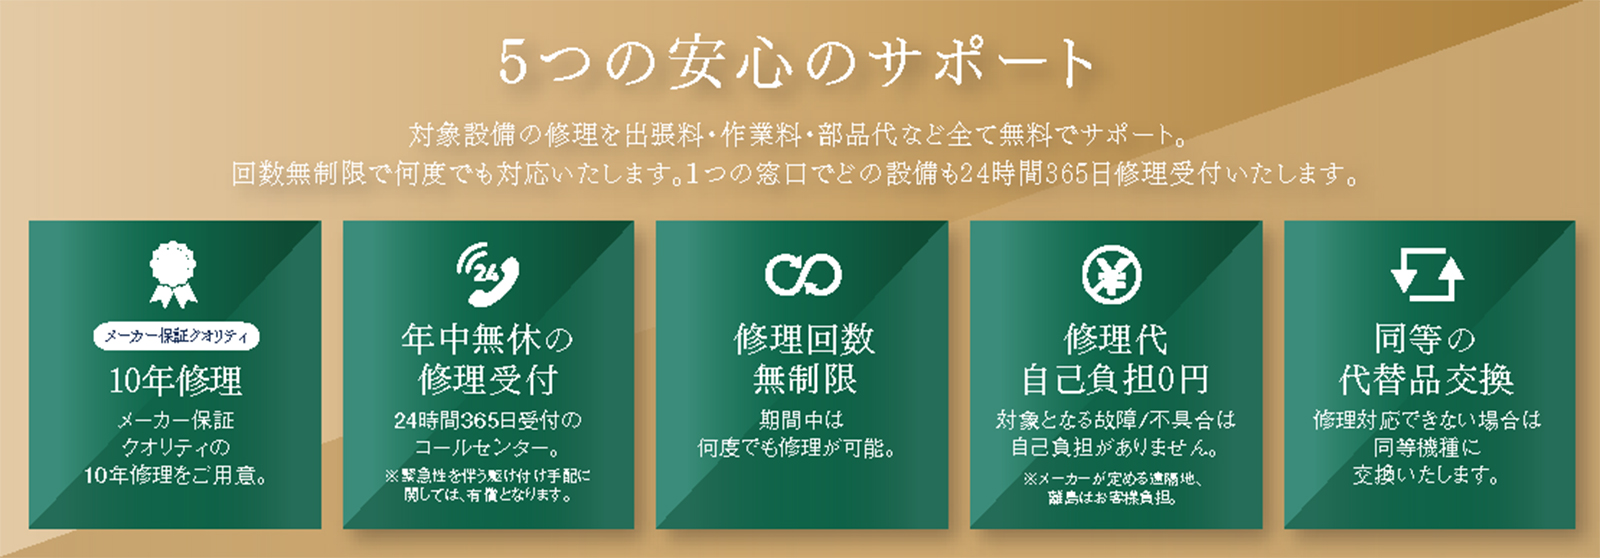 5つの安心のサポート
対象設備の修理を出張料・作業料・部品代など全て無料でサポート。
回数無制限で何度でも対応いたします。1つの窓口でどの設備も24時間365日修理受付いたします。
メーカー保証クオリティ
10年修理
メーカー保証
クオリティの
10年修理をご用意。
24
年中無休の
修理受付
24時間365日受付の
コールセンター。
※緊急性を伴う駆け付け手配に
関しては、有償となります。
修理回数
無制限
期間中は
何度でも修理が可能。
¥
修理代
自己負担0円
対象となる故障/不具合は
自己負担がありません。
※メーカーが定める遠隔地、
離島はお客様負担。
同等の
代替品交換
修理対応できない場合は
同等機種に
交換いたします。